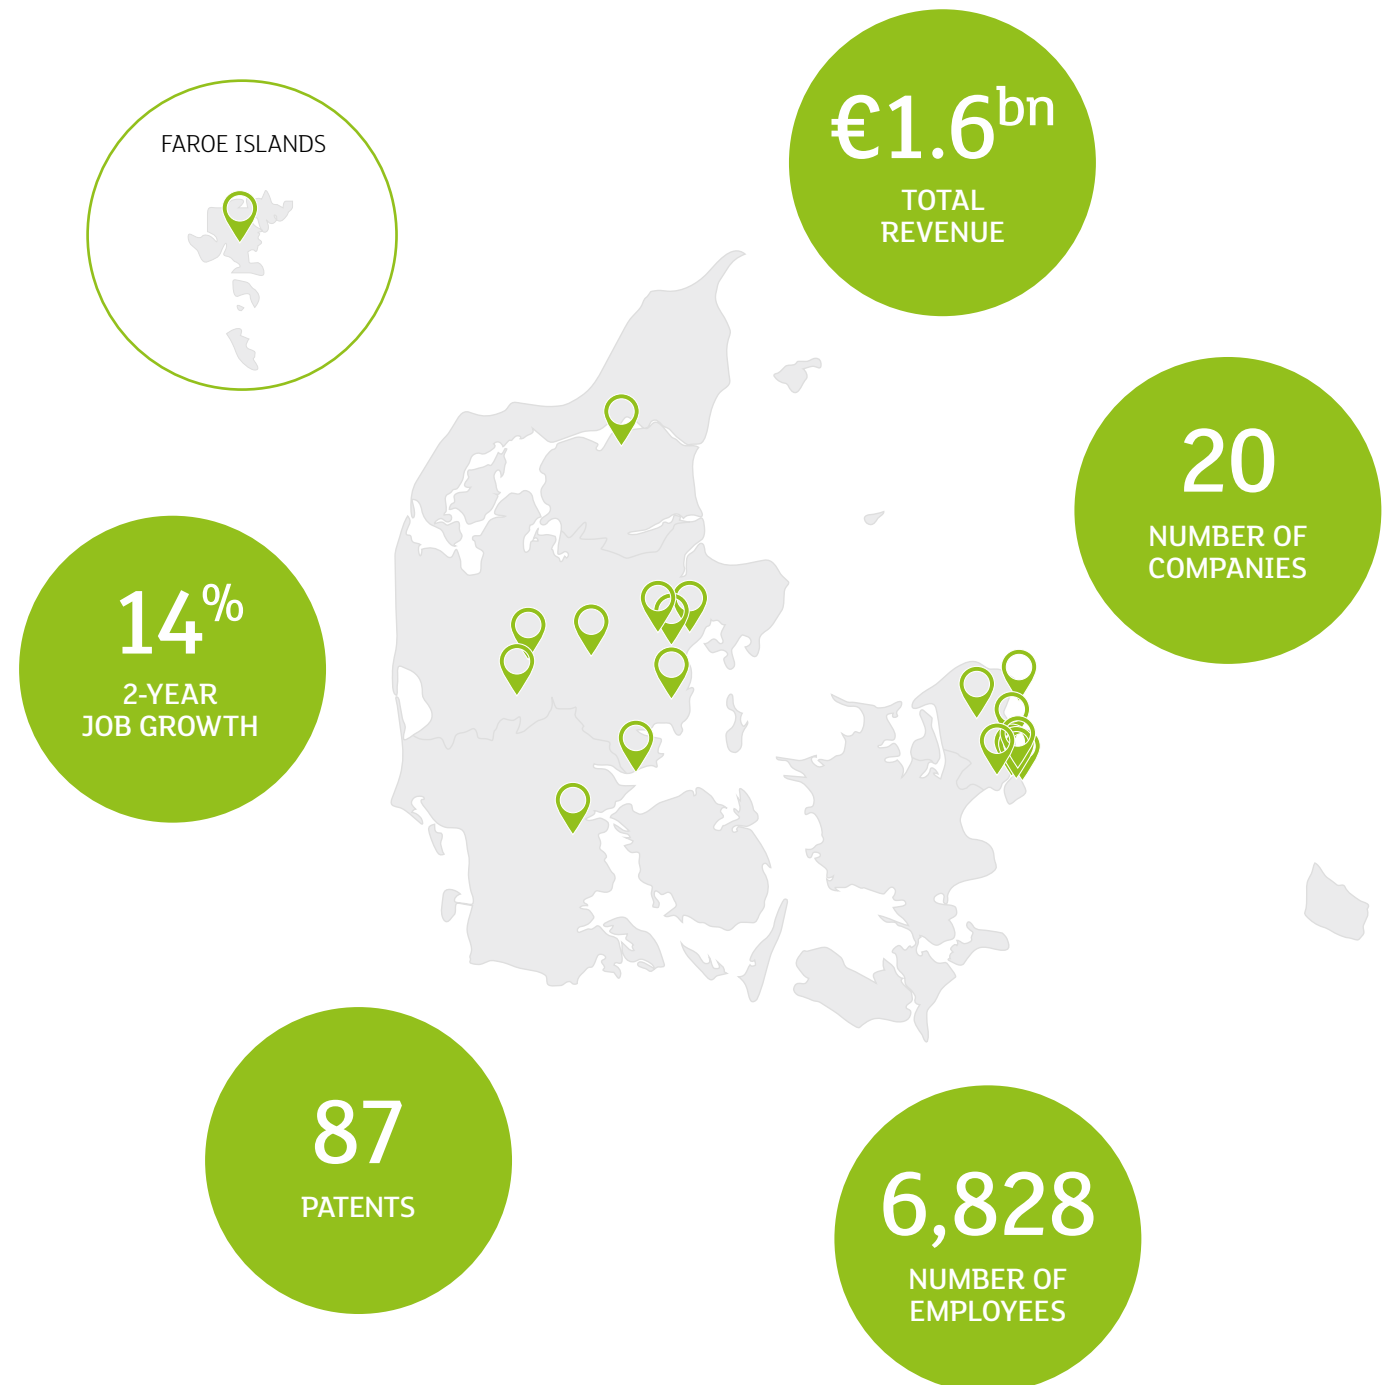 €1.6bn
TOTAL
REVENUE
FAROE ISLANDS
20
NUMBER OF
COMPANIES
14%
2-YEAR
JOB GROWTH
87
PATENTS
6,828
NUMBER OF
EMPLOYEES